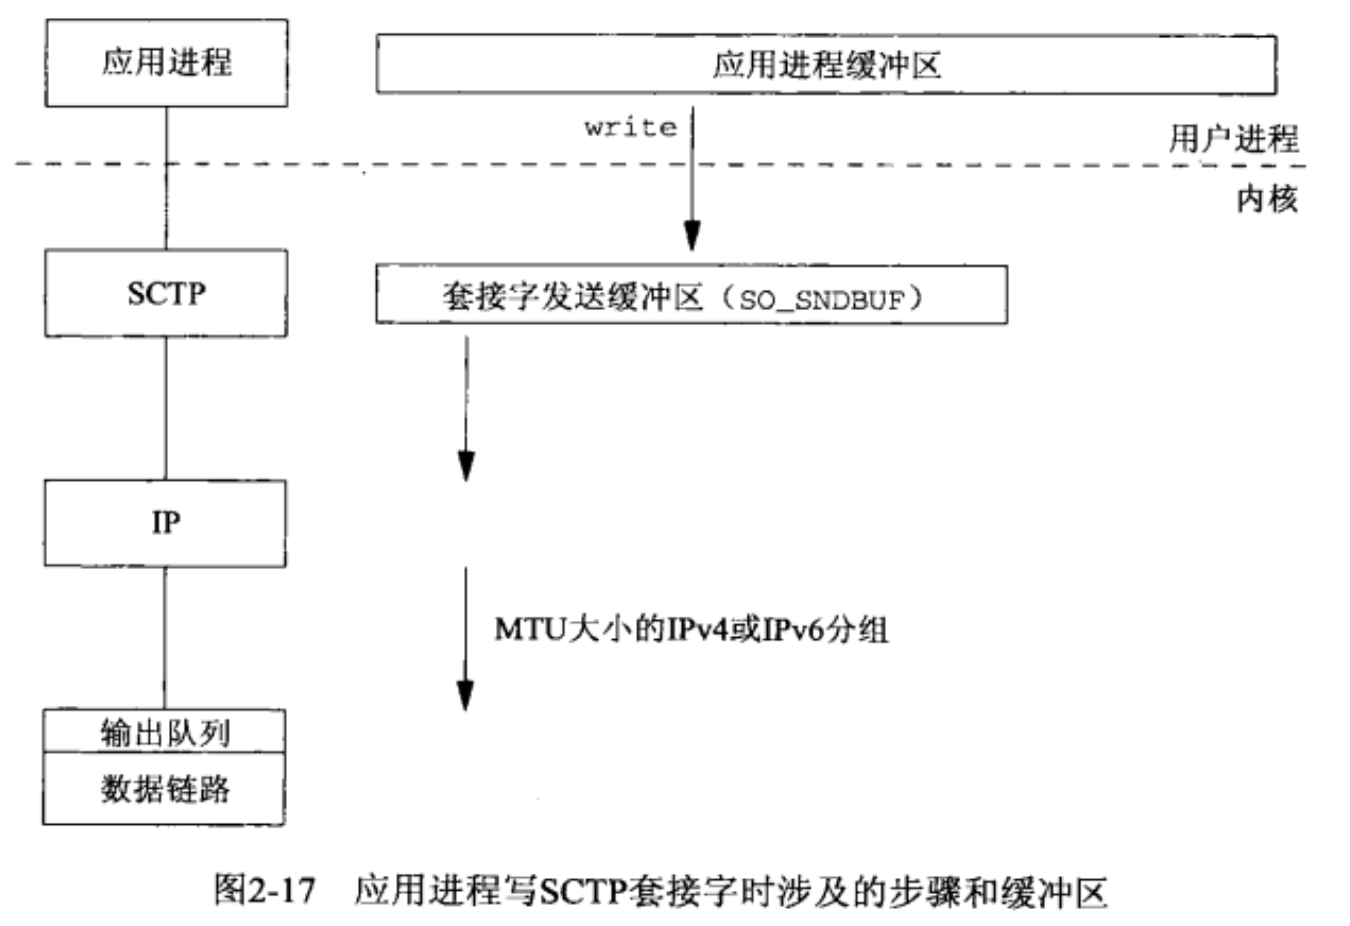 应用进程
应用进程缓冲区
write
用户进程
内核
SCTP
套接字发送缓冲区（SO_SNDBUF）
IP
MTU大小的IPv4或IPv6分组
输出队列
数据链路
图2-17 应用进程写SCTP套接字时涉及的步骤和缓冲区